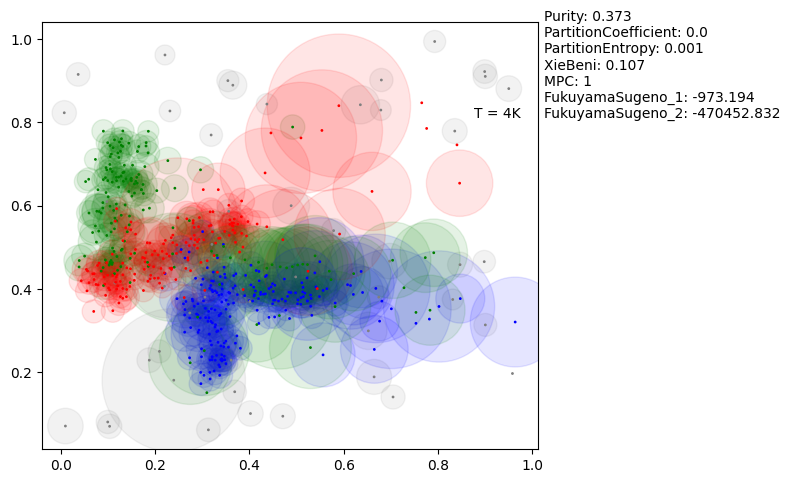 Purity: 0.373
PartitionCoefficient: 0.0
PartitionEntropy: 0.001
XieBeni: 0.107
MPC: 1
FukuyamaSugeno_1: -973.194
FukuyamaSugeno_2: -470452.832
T = 4K
1.0
0.8
0.6
0.4
0.2
0.0 0.2 0.4 0.6 0.8 1.0